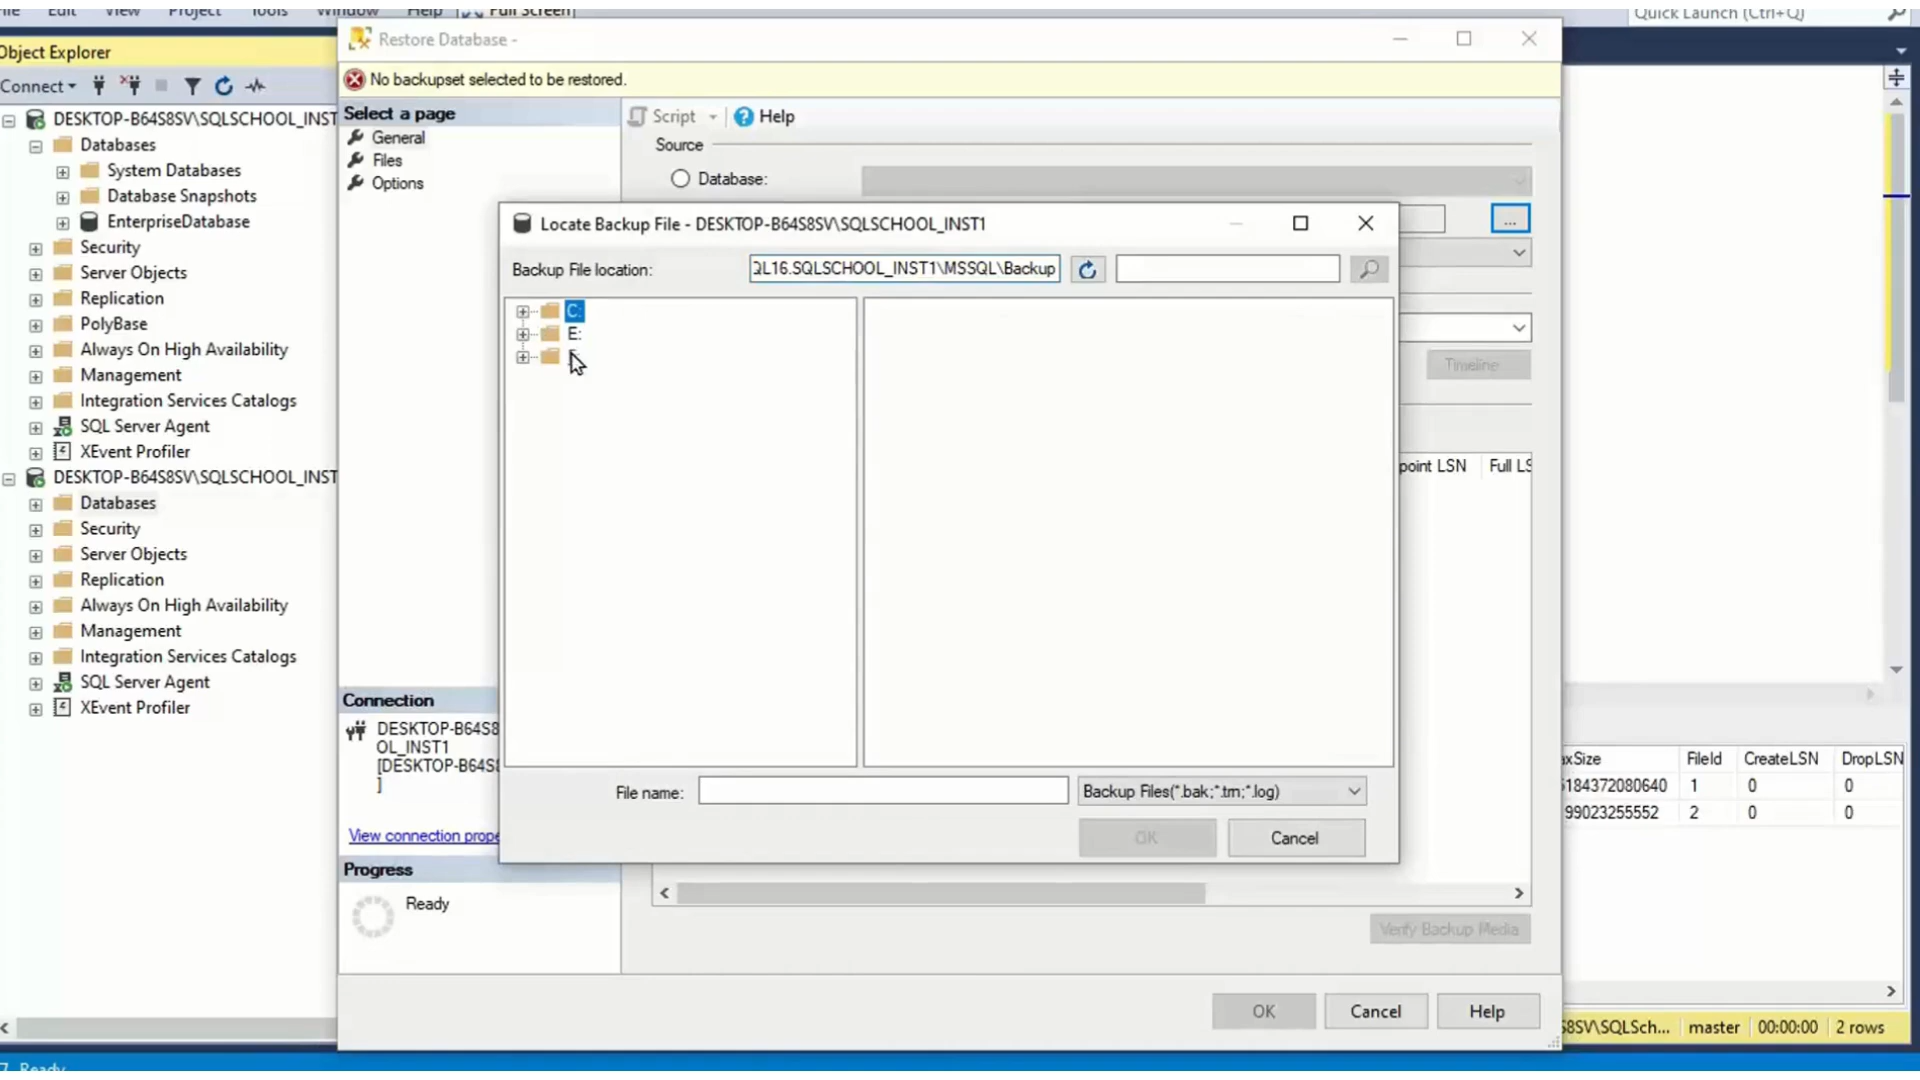 Edit View Project Tools Window Help Full Screen
Quick Launch (Ctrl+Q)
Object Explorer
Connect
DESKTOP-B64S8SV\SQLSCHOOL_INST
Databases
System Databases
Database Snapshots
EnterpriseDatabase
Security
Server Objects
Replication
PolyBase
Always On High Availability
Management
Integration Services Catalogs
SQL Server Agent
XEvent Profiler
DESKTOP-B64S8SV\SQLSCHOOL_INST
Databases
Security
Server Objects
Replication
Always On High Availability
Management
Integration Services Catalogs
SQL Server Agent
XEvent Profiler
Restore Database -
No backupset selected to be restored.
Select a page
General
Files
Options
Script
Help
Source
Database:
...
Timeline
point LSN Full LS
Locate Backup File - DESKTOP-B64S8SV\SQLSCHOOL_INST1
Backup File location: QL16.SQLSCHOOL_INST1\MSSQL\Backup
C:
E:
File name:
Backup Files(*.bak;*.trn;*.log)
OK Cancel
Connection
DESKTOP-B64S8
OL_INST1
[DESKTOP-B64S8
]
View connection prope
Progress
Ready
Verify Backup Media
OK Cancel Help
xSize FileId CreateLSN DropLSN
184372080640 1 0 0
99023255552 2 0 0
S8SV\SQLSch... master 00:00:00 2 rows
Ready